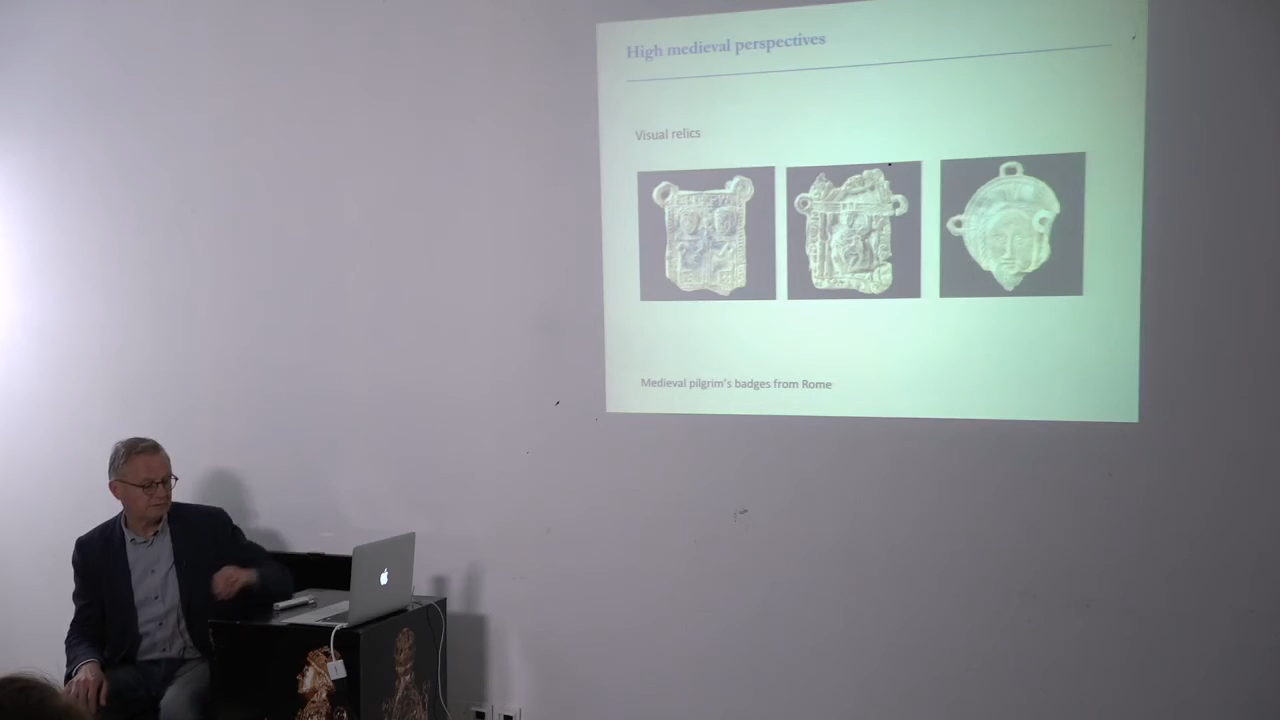 High medieval perspectives
Visual relics
Medieval pilgrim's badges from Rome